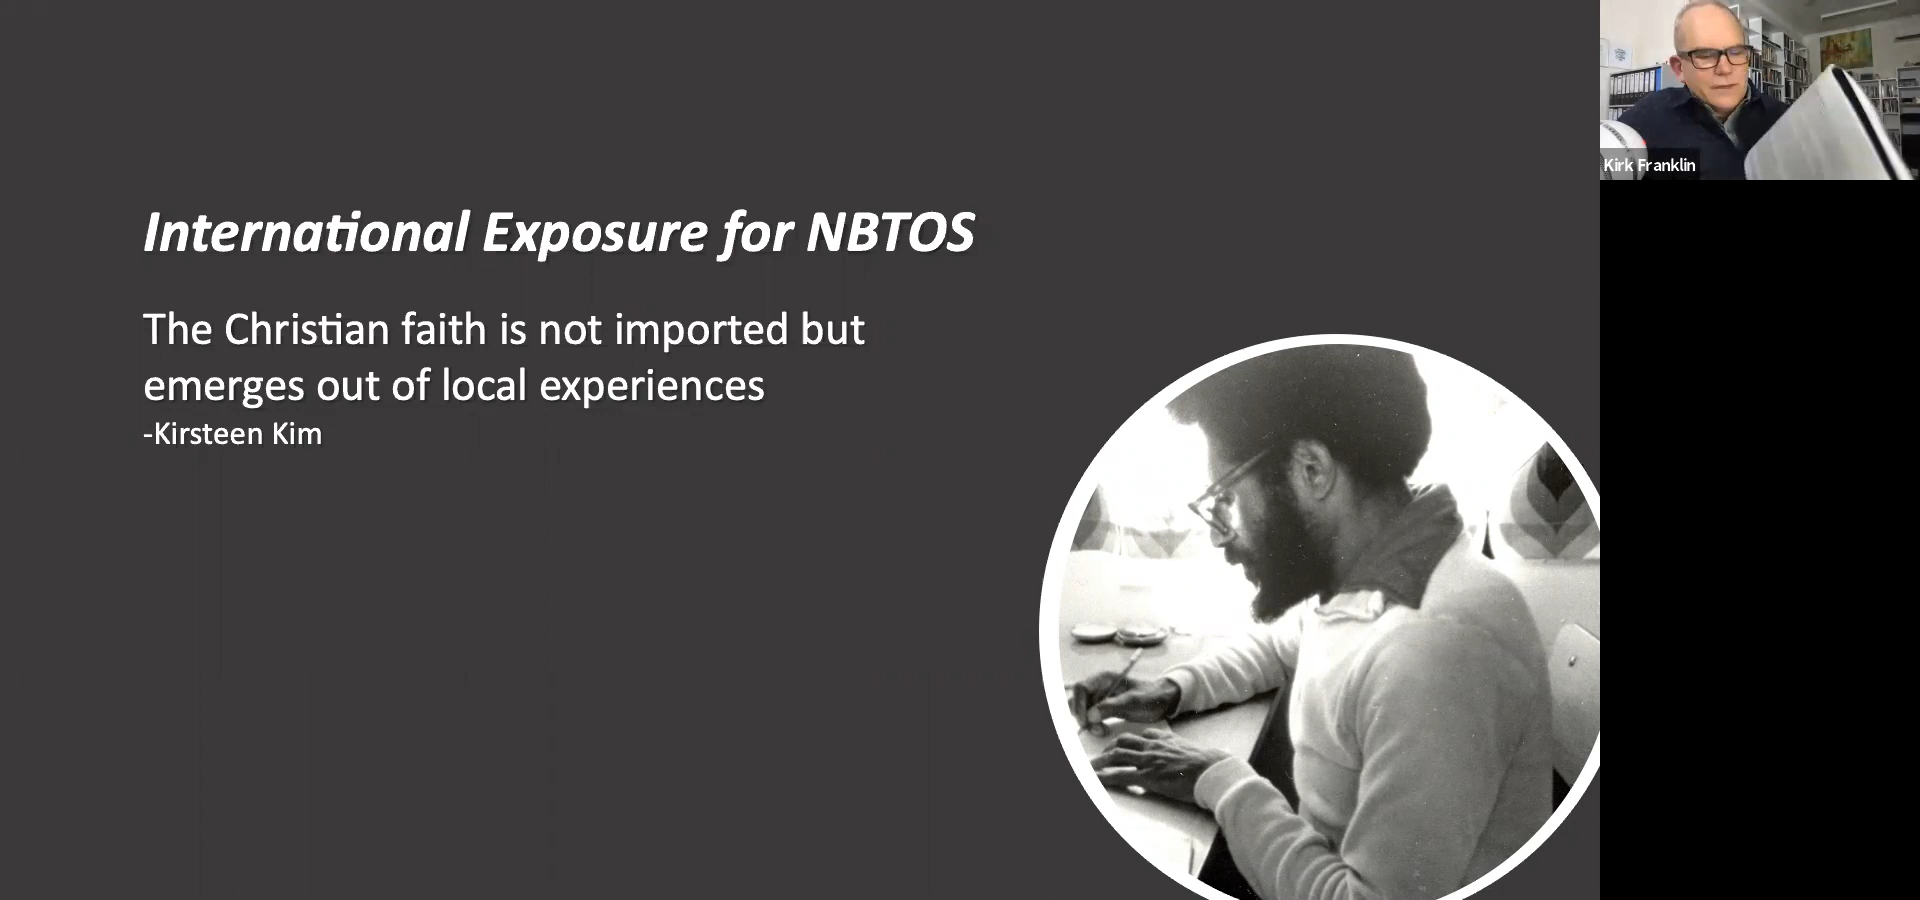 International Exposure for NBTOS
The Christian faith is not imported but
emerges out of local experiences
-Kirsteen Kim
Kirk Franklin